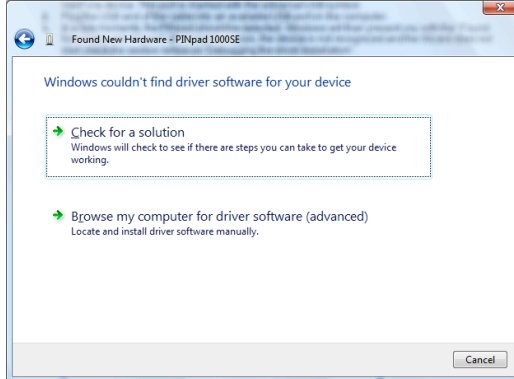 Found New Hardware - PINpad 1000SE
Windows couldn't find driver software for your device
Check for a solution
Windows will check to see if there are steps you can take to get your device
working.
Browse my computer for driver software (advanced)
Locate and install driver software manually.
Cancel